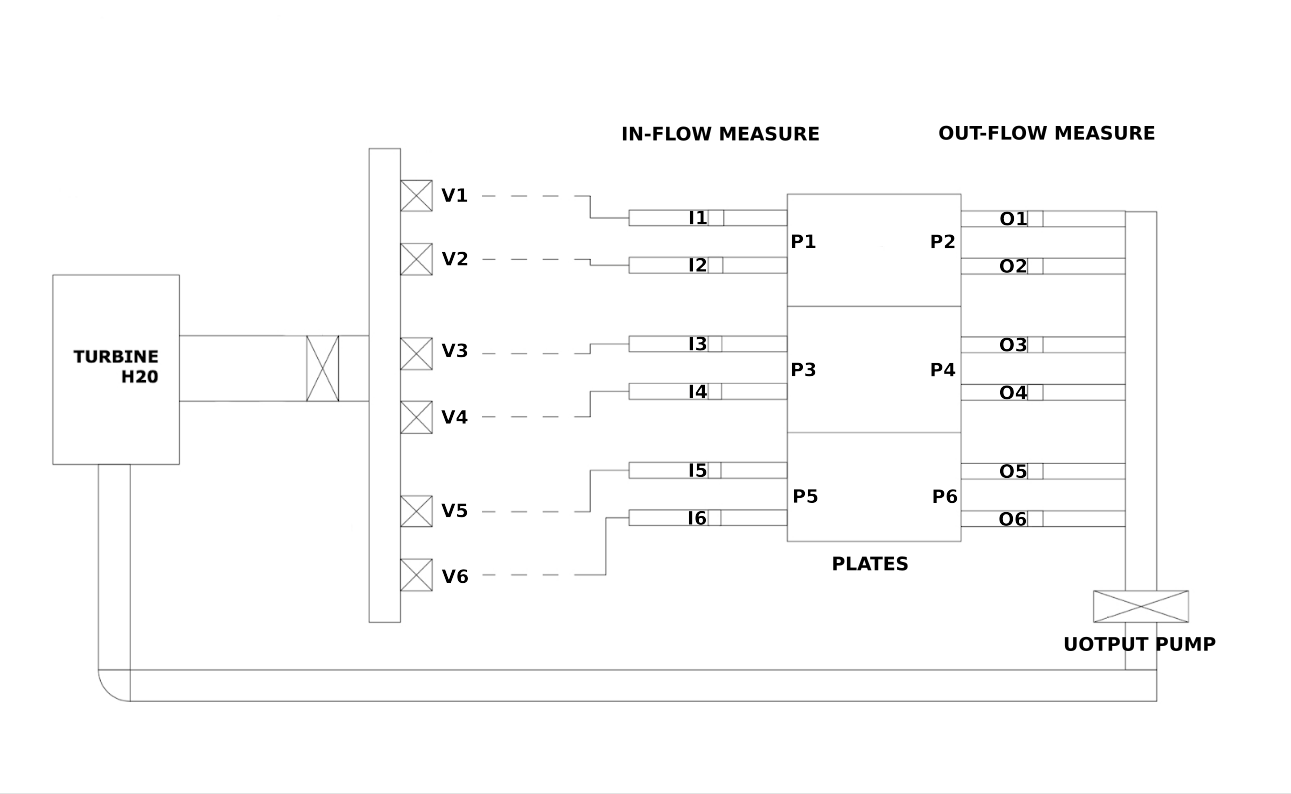 IN-FLOW MEASURE
OUT-FLOW MEASURE
V1
I1
O1
P1
P2
V2
I2
O2
V3
I3
O3
TURBINE
H20
P3
P4
V4
I4
O4
V5
I5
O5
P5
P6
V6
I6
O6
PLATES
UOTPUT PUMP